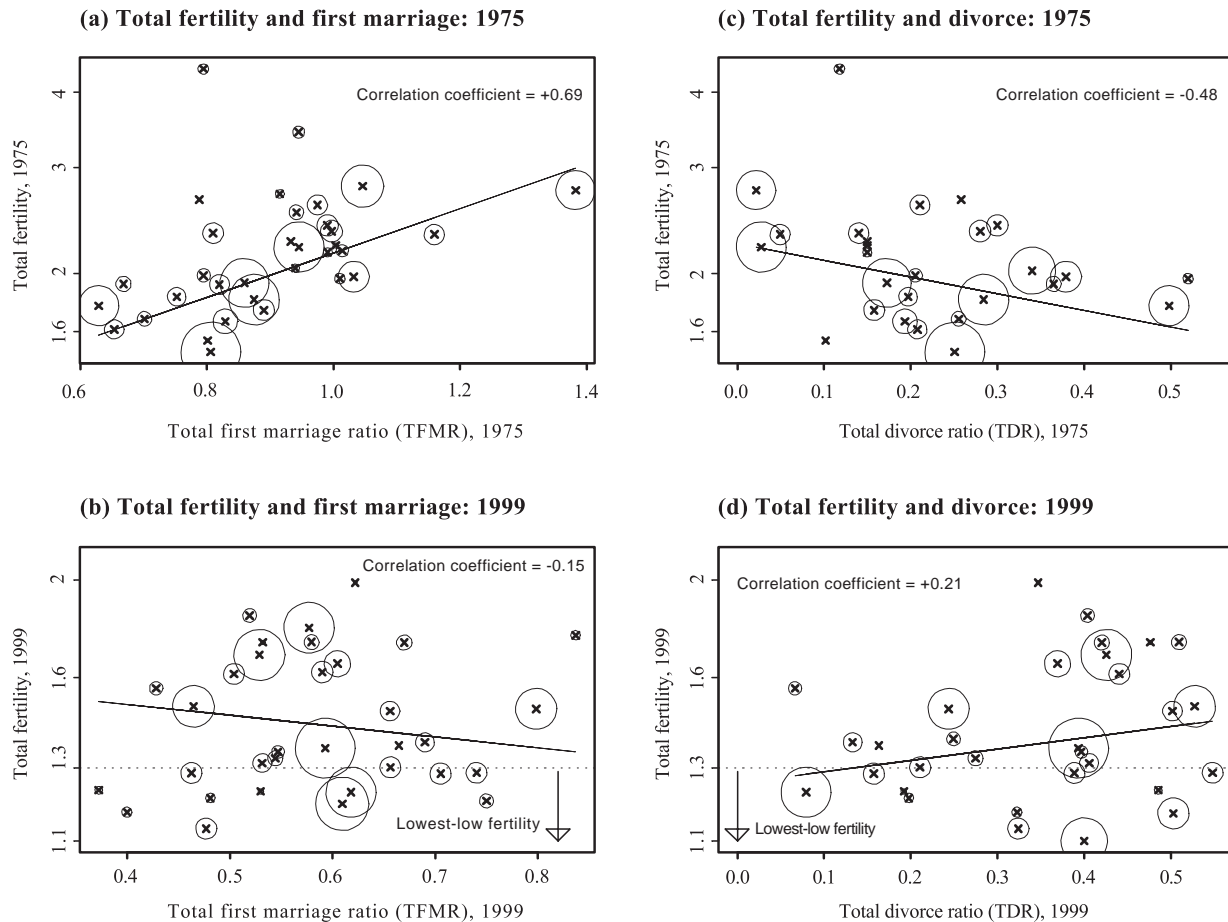 (a) Total fertility and first marriage: 1975
Correlation coefficient = +0.69
Total fertility, 1975
4
3
2
1.6
0.6 0.8 1.0 1.2 1.4
Total first marriage ratio (TFMR), 1975
(c) Total fertility and divorce: 1975
Correlation coefficient = -0.48
Total fertility, 1975
4
3
2
1.6
0.0 0.1 0.2 0.3 0.4 0.5
Total divorce ratio (TDR), 1975
(b) Total fertility and first marriage: 1999
Correlation coefficient = -0.15
Total fertility, 1999
2
1.6
1.3
1.1
Lowest-low fertility
0.4 0.5 0.6 0.7 0.8
Total first marriage ratio (TFMR), 1999
(d) Total fertility and divorce: 1999
Correlation coefficient = +0.21
Total fertility, 1999
2
1.6
1.3
1.1
Lowest-low fertility
0.0 0.1 0.2 0.3 0.4 0.5
Total divorce ratio (TDR), 1999